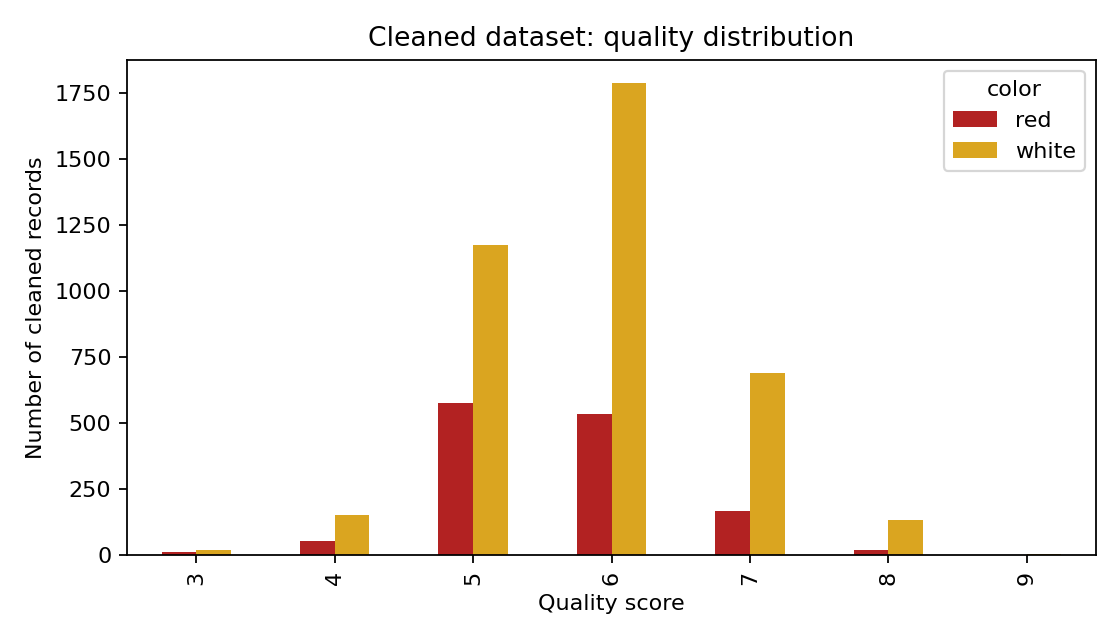 Cleaned dataset: quality distribution
color
red
white
Number of cleaned records
1750
1500
1250
1000
750
500
250
0
3
4
5
6
7
8
9
Quality score